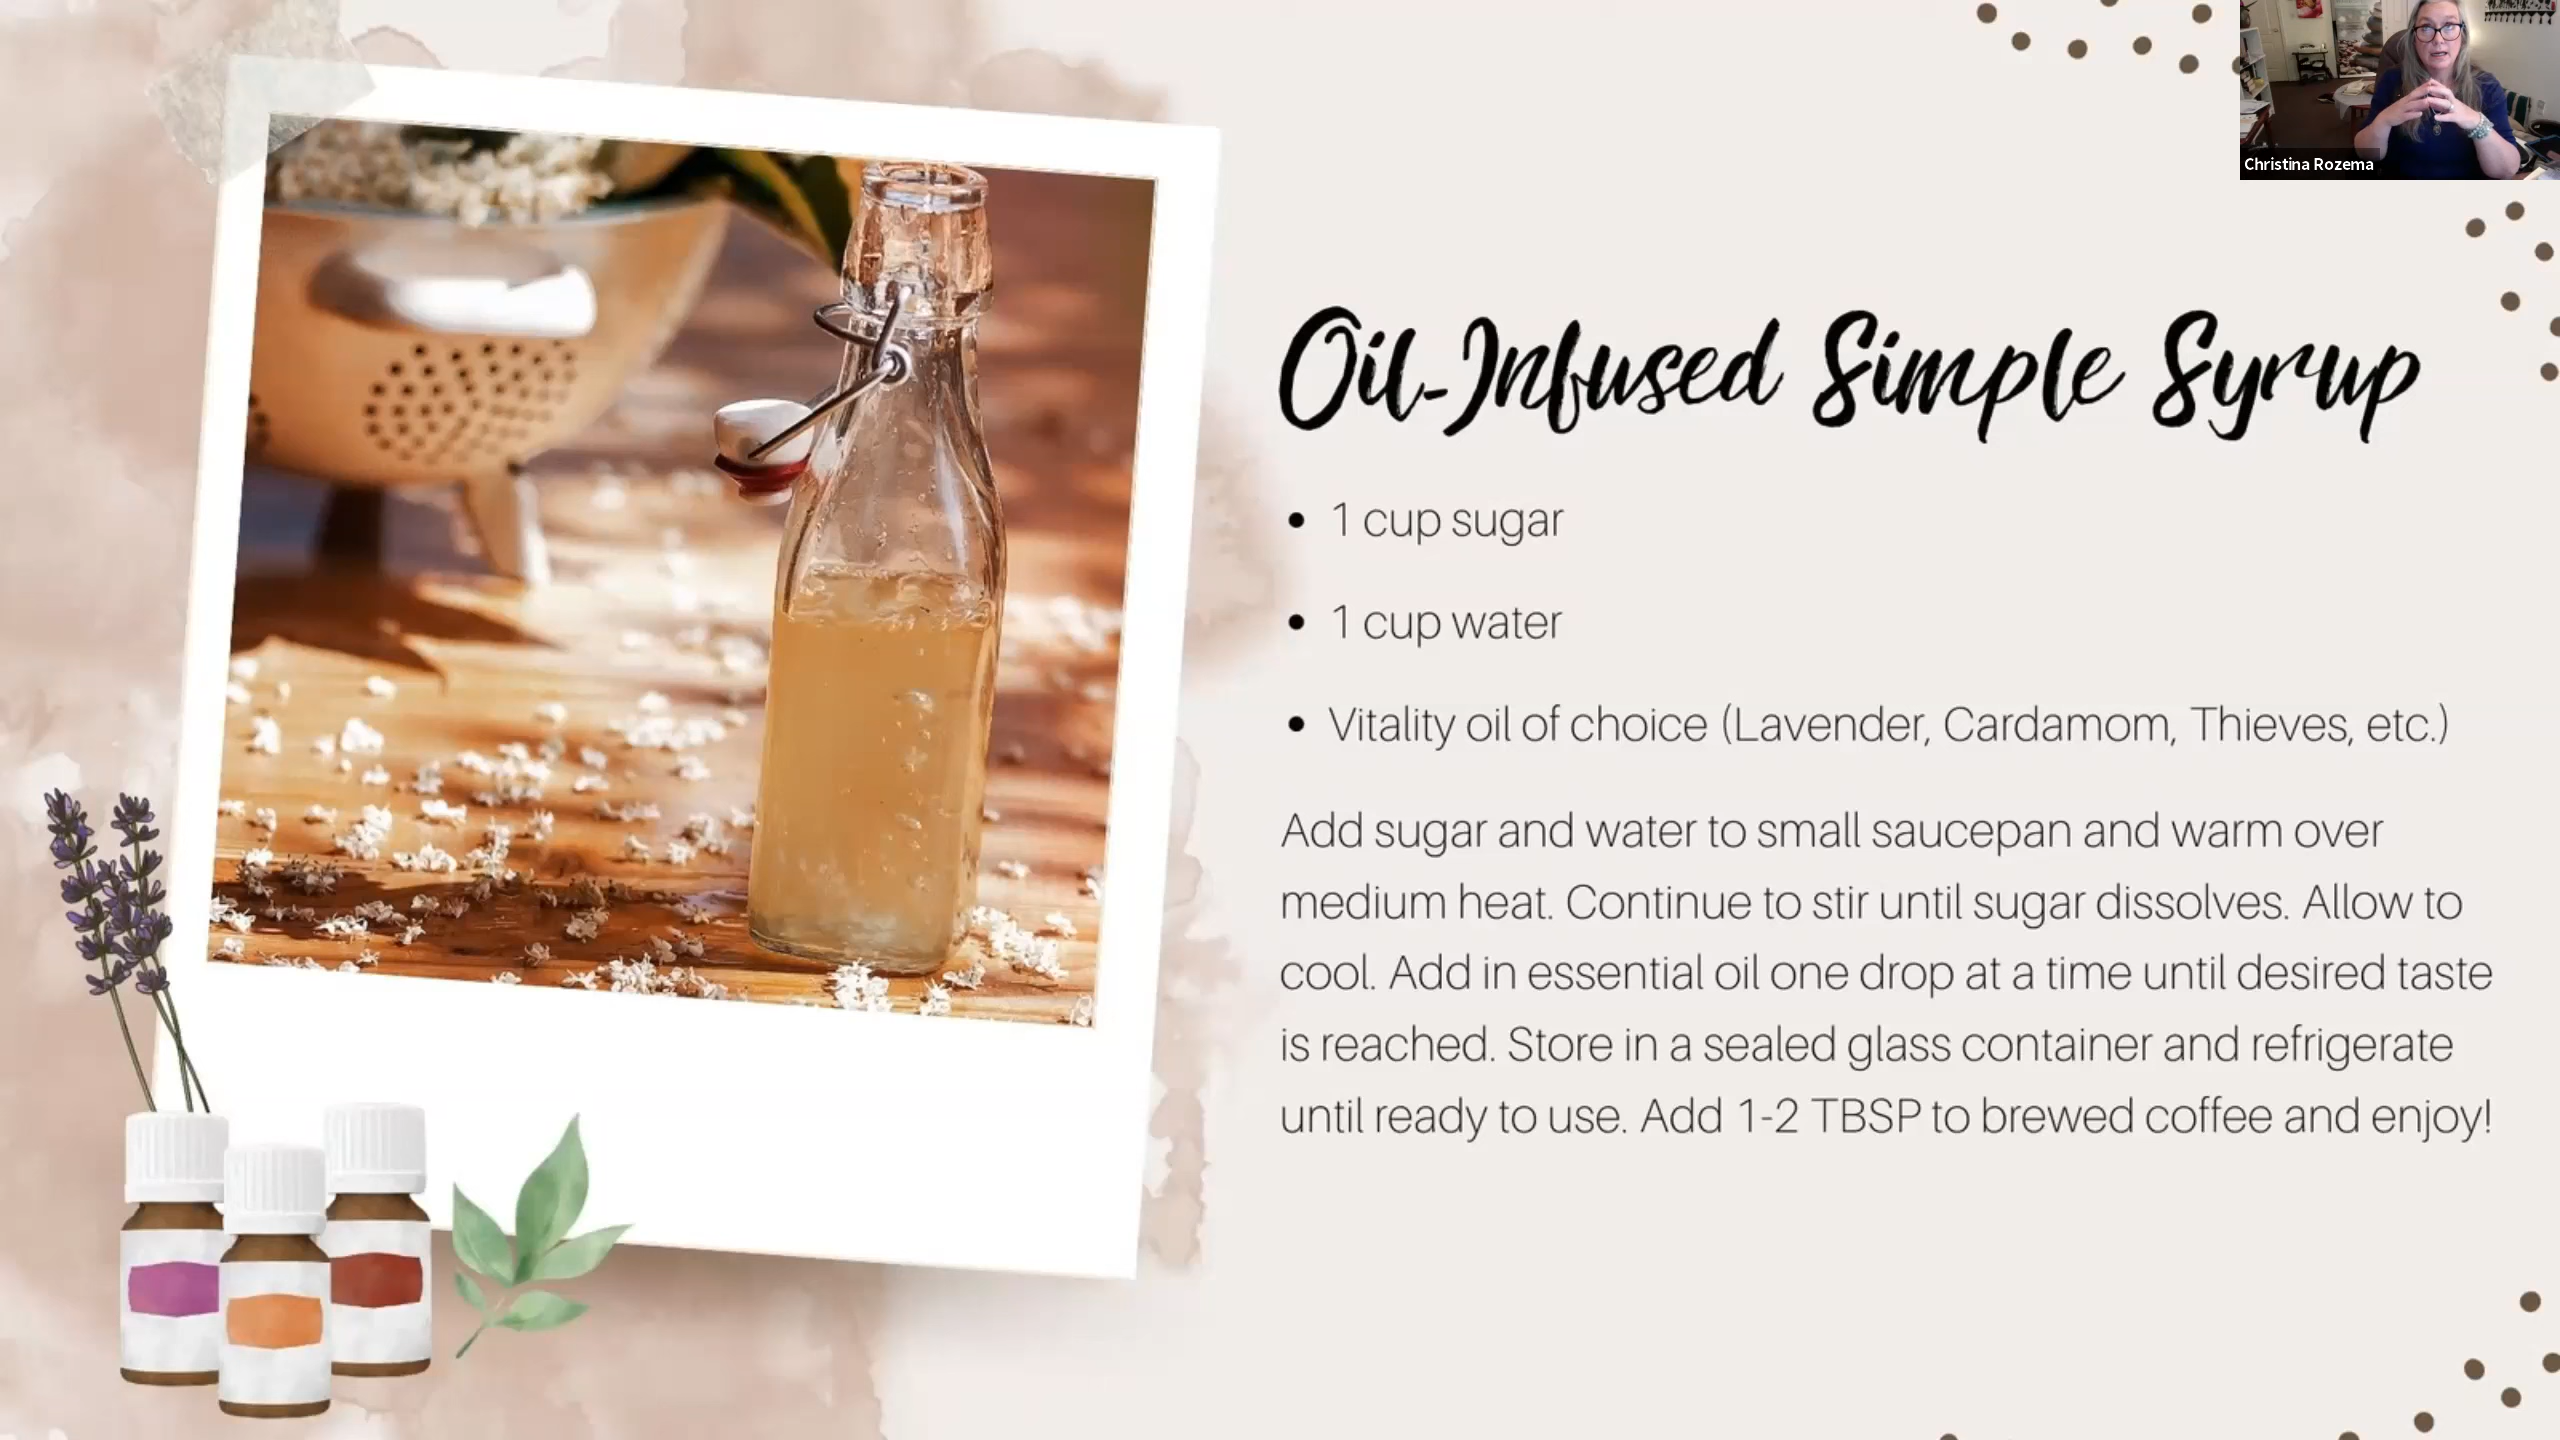 Christina Rozema
Oil-Infused Simple Syrup
• 1 cup sugar
• 1 cup water
• Vitality oil of choice (Lavender, Cardamom, Thieves, etc.)
Add sugar and water to small saucepan and warm over
medium heat. Continue to stir until sugar dissolves. Allow to
cool. Add in essential oil one drop at a time until desired taste
is reached. Store in a sealed glass container and refrigerate
until ready to use. Add 1-2 TBSP to brewed coffee and enjoy!